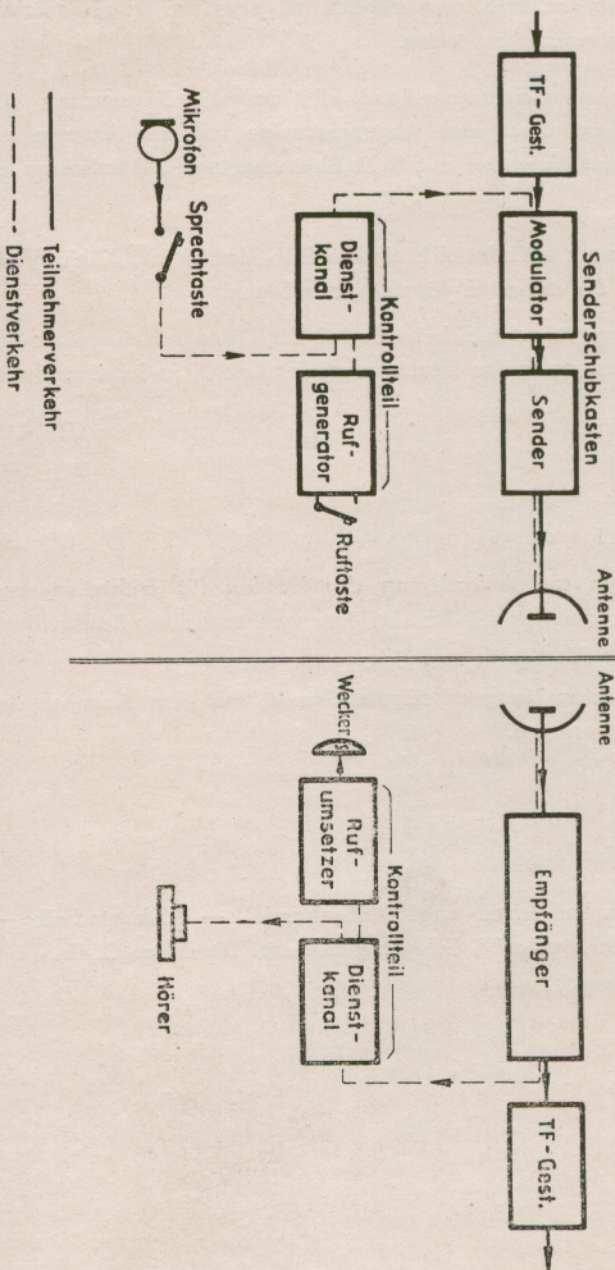 Senderschubkasten
Antenne
Antenne
TF-Gest.
Modulator
Sender
Empfänger
TF-Gest.
Kontrollteil
Dienst-
kanal
Ruf-
generator
Ruftaste
Mikrofon
Sprechtaste
Kontrollteil
Wecker
Ruf-
umsetzer
Dienst-
kanal
Hörer
Teilnehmerverkehr
Dienstverkehr